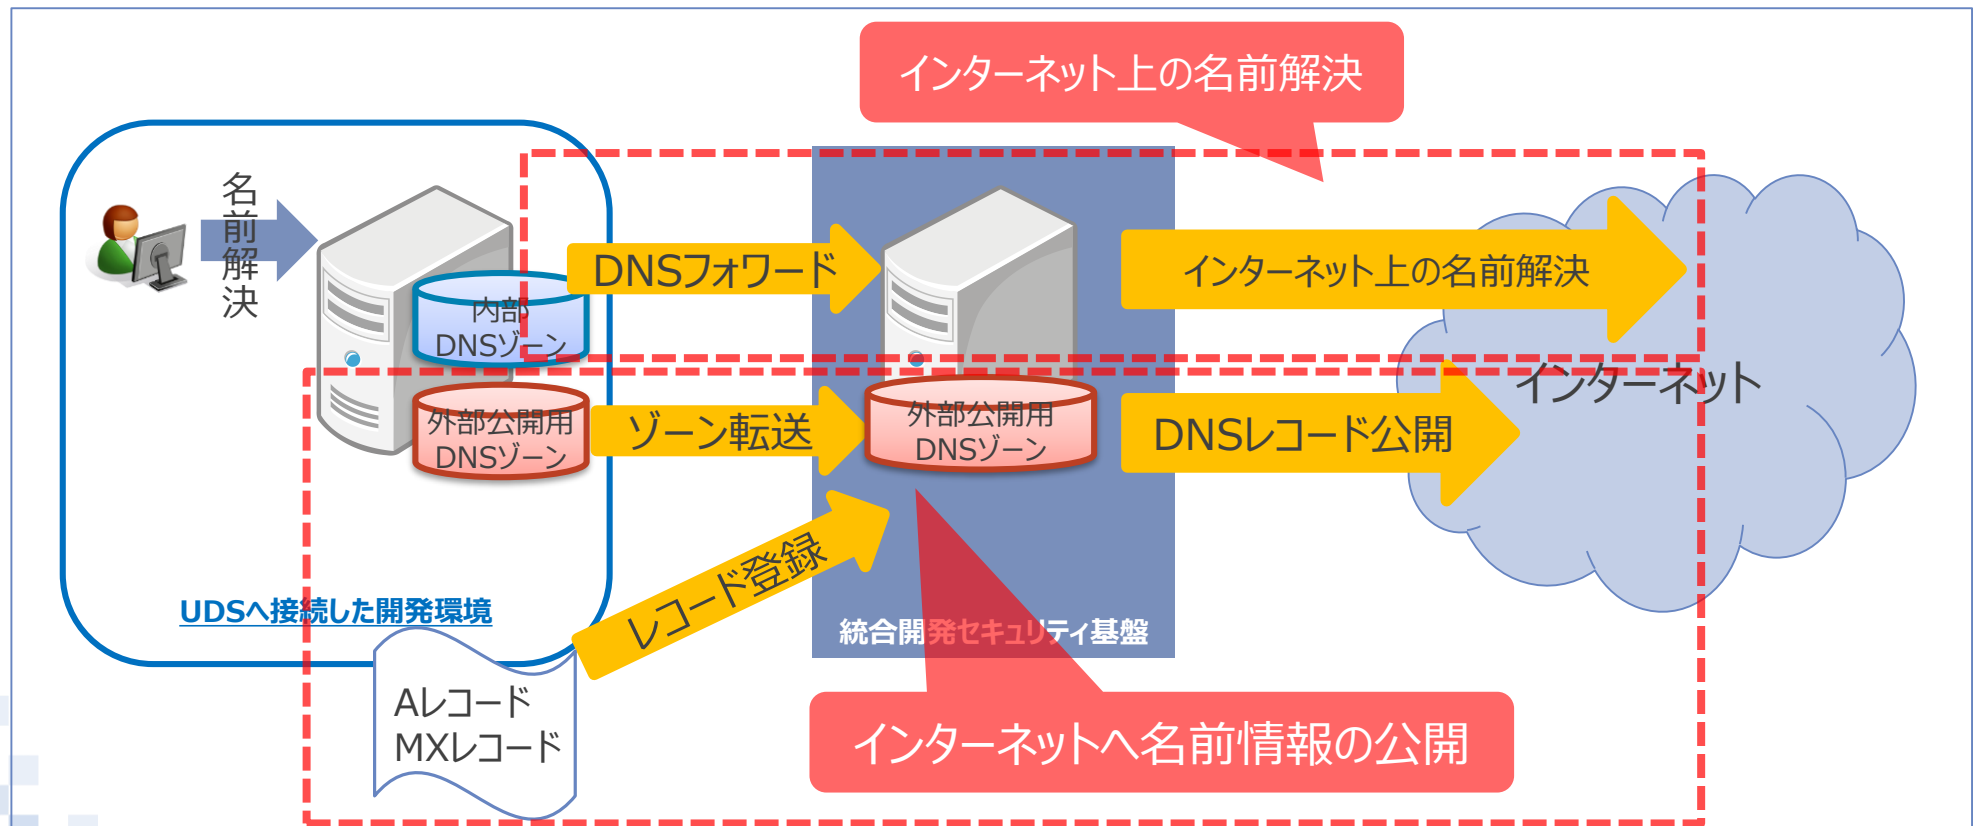 インターネット上の名前解決
名前解決
DNSフォワード
インターネット上の名前解決
内部
DNSゾーン
インターネット
外部公開用
DNSゾーン
ゾーン転送
外部公開用
DNSゾーン
DNSレコード公開
レコード登録
UDSへ接続した開発環境
統合開発セキュリティ基盤
Aレコード
MXレコード
インターネットへ名前情報の公開